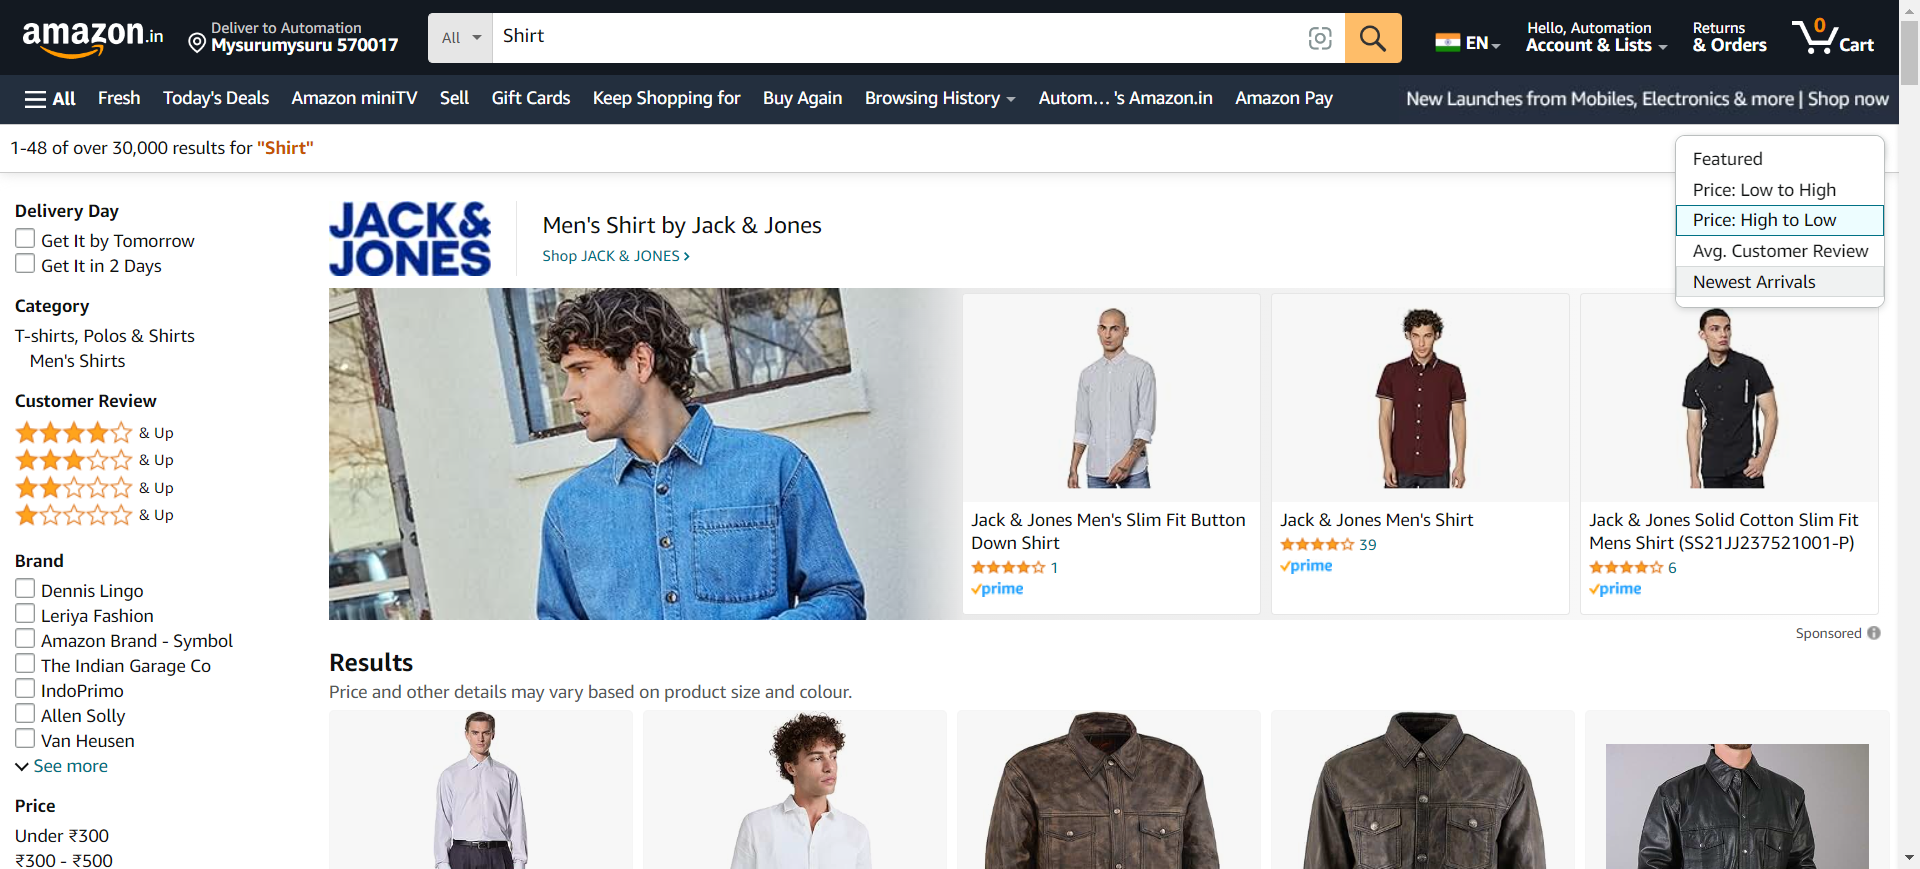 amazon.in
Deliver to Automation
Mysurumysuru 570017
All
Shirt
EN
Hello, Automation
Account & Lists
Returns
& Orders
0
Cart
All
Fresh
Today's Deals
Amazon miniTV
Sell
Gift Cards
Keep Shopping for
Buy Again
Browsing History
Autom... 's Amazon.in
Amazon Pay
New Launches from Mobiles, Electronics & more | Shop now
1-48 of over 30,000 results for "Shirt"
Featured
Price: Low to High
Price: High to Low
Avg. Customer Review
Newest Arrivals
Delivery Day
Get It by Tomorrow
Get It in 2 Days
Category
T-shirts, Polos & Shirts
Men's Shirts
Customer Review
& Up
& Up
& Up
& Up
Brand
Dennis Lingo
Leriya Fashion
Amazon Brand - Symbol
The Indian Garage Co
IndoPrimo
Allen Solly
Van Heusen
See more
Price
Under ₹300
₹300 - ₹500
JACK&
JONES
Men's Shirt by Jack & Jones
Shop JACK & JONES ›
Jack & Jones Men's Slim Fit Button
Down Shirt
1
prime
Jack & Jones Men's Shirt
39
prime
Jack & Jones Solid Cotton Slim Fit
Mens Shirt (SS21JJ237521001-P)
6
prime
Sponsored
Results
Price and other details may vary based on product size and colour.